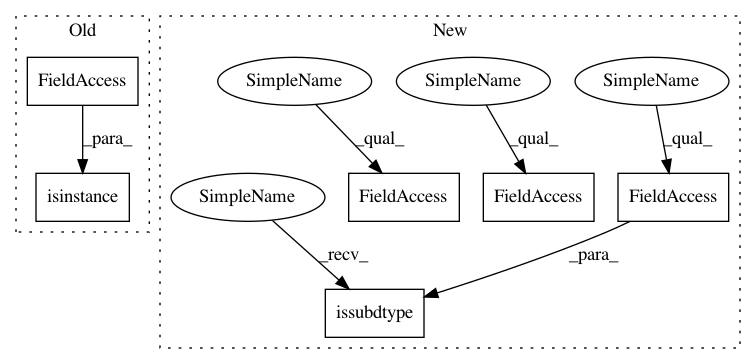 Old
New
FieldAccess
SimpleName
SimpleName
SimpleName
_para_
_qual_
_qual_
_qual_
isinstance
SimpleName
FieldAccess
FieldAccess
FieldAccess
_recv_
_para_
issubdtype